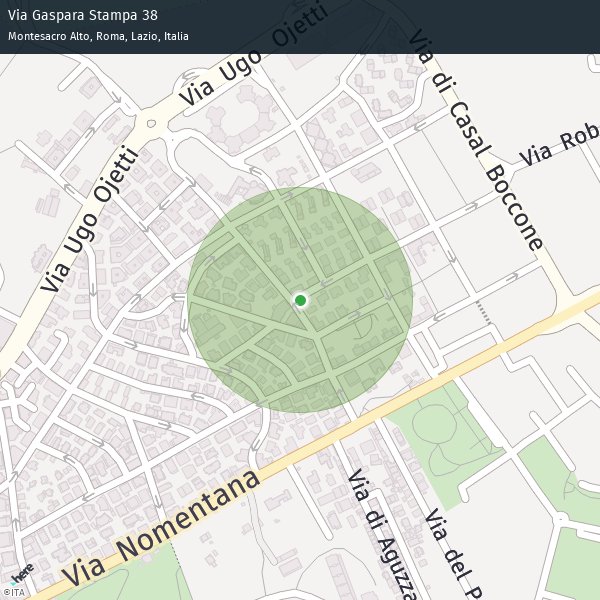 Via Gaspara Stampa 38
Montesacro Alto, Roma, Lazio, Italia
Via Ugo Ojetti
Via di Casal Boccone
Via Rob
Via Ugo Ojetti
Via Nomentana
Via di Aguzza
Via del P
here
©ITA